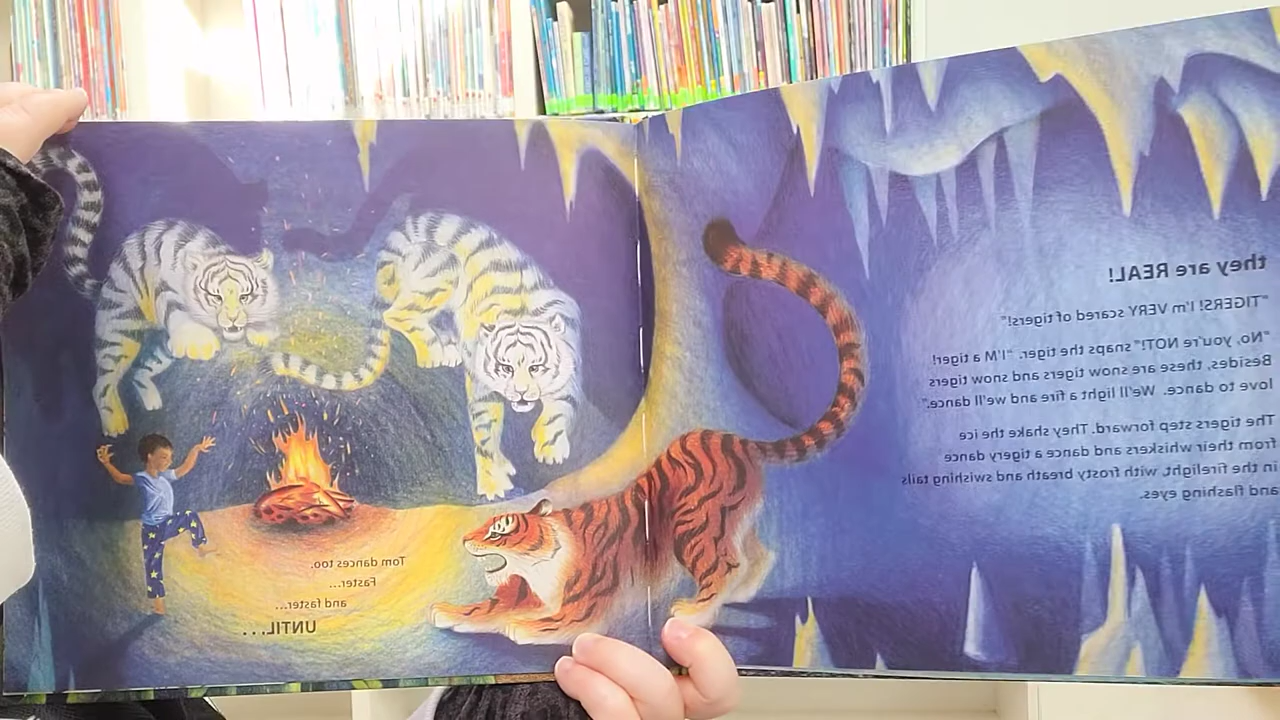 they are REAL!
"TIGERS! I'm VERY scared of tigers!"
"No, you're NOT!" snaps the tiger. "I'M a tiger!
Besides, these are snow tigers and snow tigers
love to dance. We'll light a fire and we'll dance."
The tigers step forward. They shake the ice
from their whiskers and dance a tigery dance
in the firelight, with frosty breath and swishing tails
and flashing eyes.
Tom dances too.
Faster...
and faster...
UNTIL...